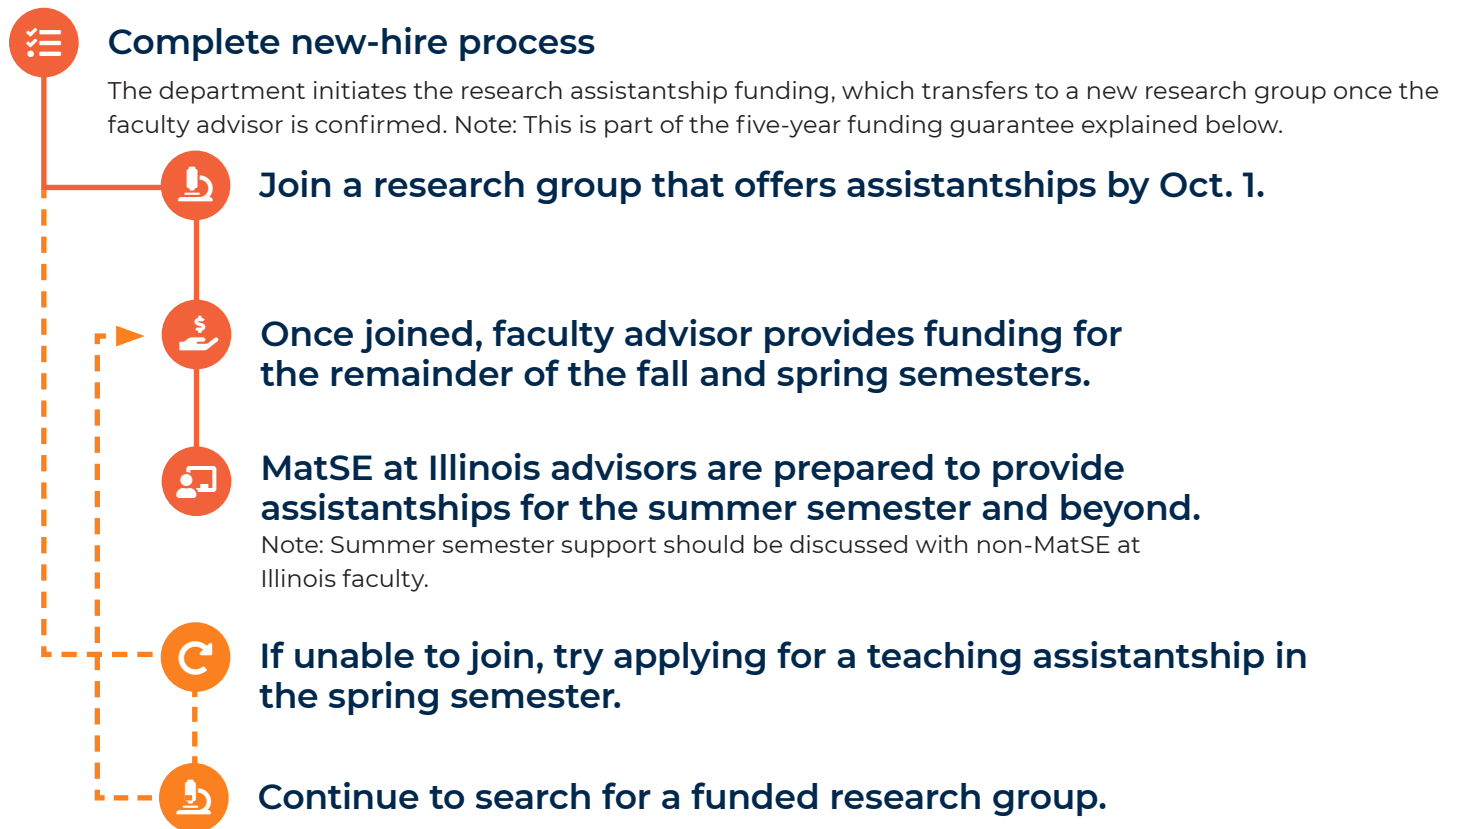 Complete new-hire process
The department initiates the research assistantship funding, which transfers to a new research group once the
faculty advisor is confirmed. Note: This is part of the five-year funding guarantee explained below.
Join a research group that offers assistantships by Oct. 1.
Once joined, faculty advisor provides funding for
the remainder of the fall and spring semesters.
MatSE at Illinois advisors are prepared to provide
assistantships for the summer semester and beyond.
Note: Summer semester support should be discussed with non-MatSE at
Illinois faculty.
If unable to join, try applying for a teaching assistantship in
the spring semester.
Continue to search for a funded research group.